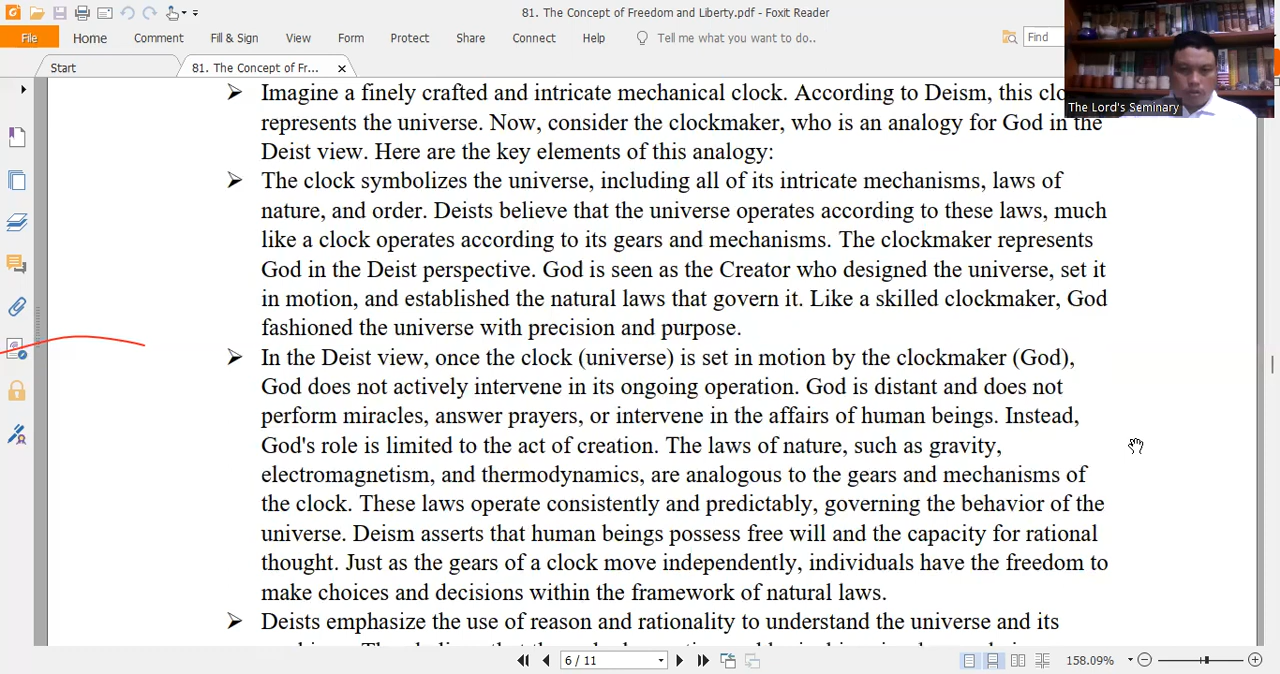 81. The Concept of Freedom and Liberty.pdf - Foxit Reader
File Home Comment Fill & Sign View Form Protect Share Connect Help Tell me what you want to do.. Find
Start 81. The Concept of Fr...
The Lord's Seminary
Imagine a finely crafted and intricate mechanical clock. According to Deism, this
represents the universe. Now, consider the clockmaker, who is an analogy for God in the
Deist view. Here are the key elements of this analogy:
The clock symbolizes the universe, including all of its intricate mechanisms, laws of
nature, and order. Deists believe that the universe operates according to these laws, much
like a clock operates according to its gears and mechanisms. The clockmaker represents
God in the Deist perspective. God is seen as the Creator who designed the universe, set it
in motion, and established the natural laws that govern it. Like a skilled clockmaker, God
fashioned the universe with precision and purpose.
In the Deist view, once the clock (universe) is set in motion by the clockmaker (God),
God does not actively intervene in its ongoing operation. God is distant and does not
perform miracles, answer prayers, or intervene in the affairs of human beings. Instead,
God's role is limited to the act of creation. The laws of nature, such as gravity,
electromagnetism, and thermodynamics, are analogous to the gears and mechanisms of
the clock. These laws operate consistently and predictably, governing the behavior of the
universe. Deism asserts that human beings possess free will and the capacity for rational
thought. Just as the gears of a clock move independently, individuals have the freedom to
make choices and decisions within the framework of natural laws.
Deists emphasize the use of reason and rationality to understand the universe and its
6 / 11 158.09%